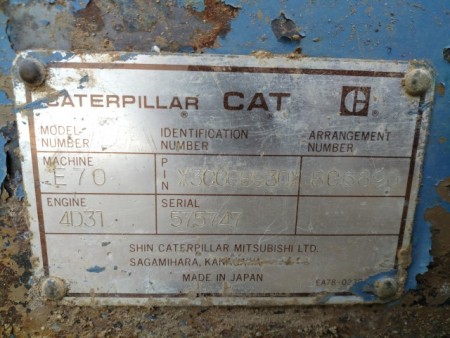 CATERPILLAR CAT
MODEL NUMBER IDENTIFICATION NUMBER ARRANGEMENT NUMBER
MACHINE PIN
E70
ENGINE SERIAL
4D31 575747
SHIN CATERPILLAR MITSUBISHI LTD.
SAGAMIHARA,
MADE IN JAPAN